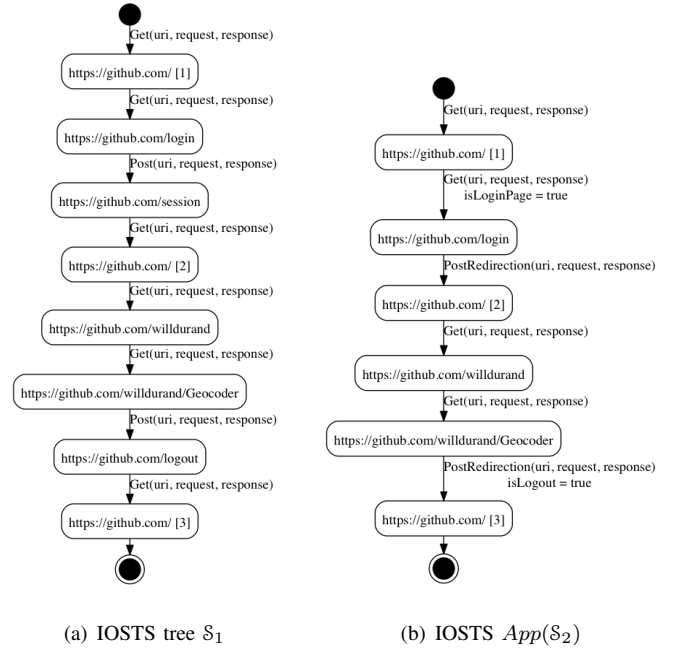 Get(uri, request, response)
https://github.com/ [1]
Get(uri, request, response)
https://github.com/login
Post(uri, request, response)
https://github.com/session
Get(uri, request, response)
https://github.com/ [2]
Get(uri, request, response)
https://github.com/willdurand
Get(uri, request, response)
https://github.com/willdurand/Geocoder
Post(uri, request, response)
https://github.com/logout
Get(uri, request, response)
https://github.com/ [3]
(a) IOSTS tree S₁
Get(uri, request, response)
https://github.com/ [1]
Get(uri, request, response)
isLoginPage = true
https://github.com/login
PostRedirection(uri, request, response)
https://github.com/ [2]
Get(uri, request, response)
https://github.com/willdurand
Get(uri, request, response)
https://github.com/willdurand/Geocoder
PostRedirection(uri, request, response)
isLogout = true
https://github.com/ [3]
(b) IOSTS App(S₂)